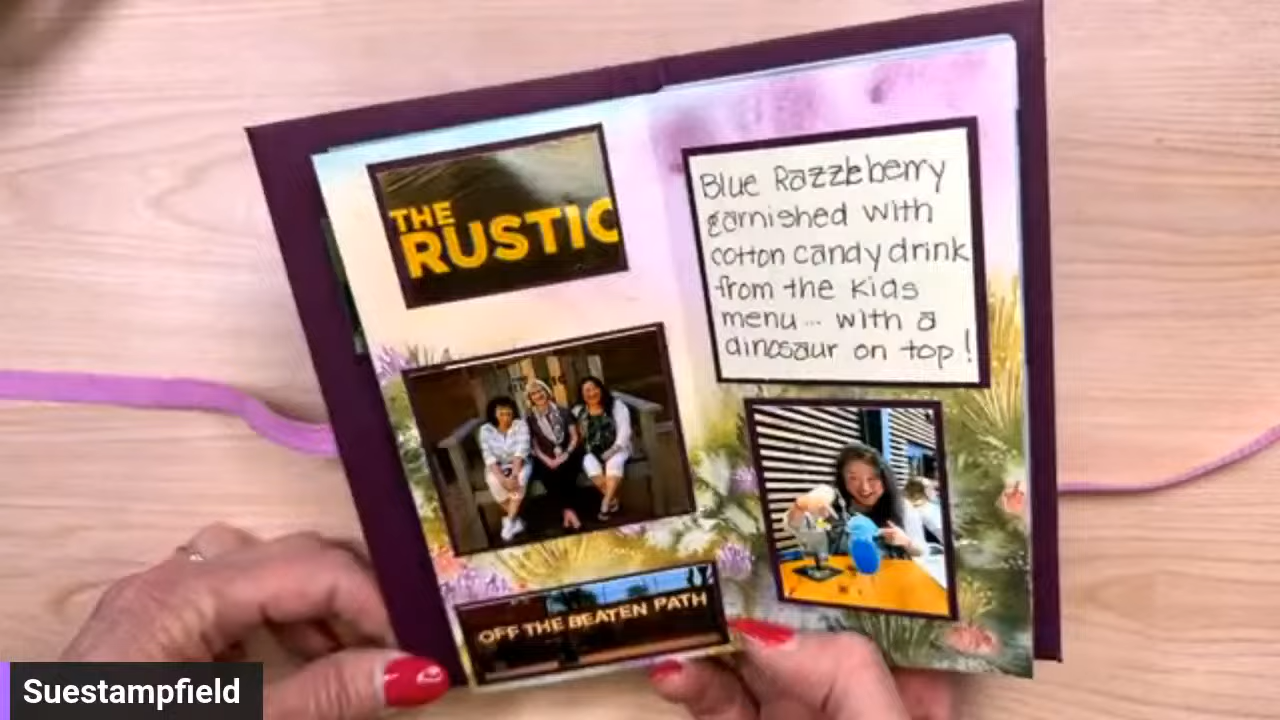 THE
RUSTIC
OFF THE BEATEN PATH
Blue Razzleberry
garnished with
cotton candy drink
from the kids
menu... with a
dinosaur on top!
Suestampfield